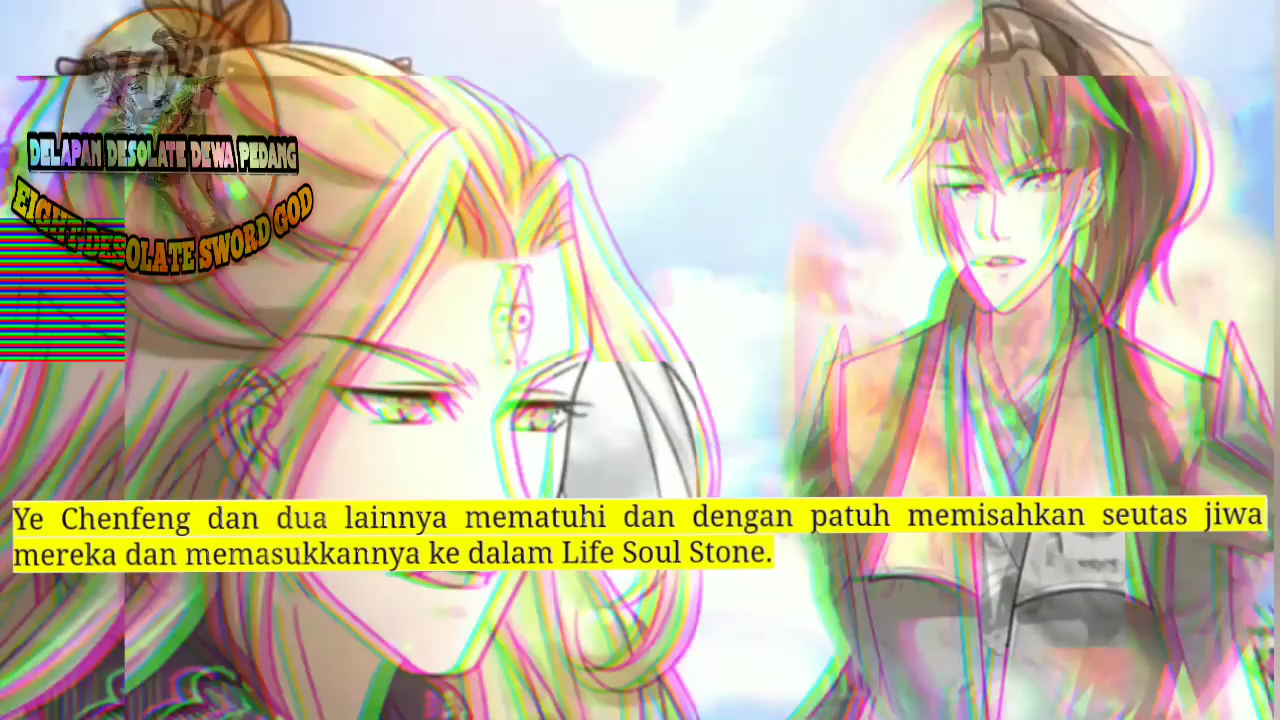 DELAPAN DESOLATE DEWA PEDANG
EIGHT DESOLATE SWORD GOD
Ye Chenfeng dan dua lainnya mematuhi dan dengan patuh memisahkan seutas jiwa
mereka dan memasukkannya ke dalam Life Soul Stone.